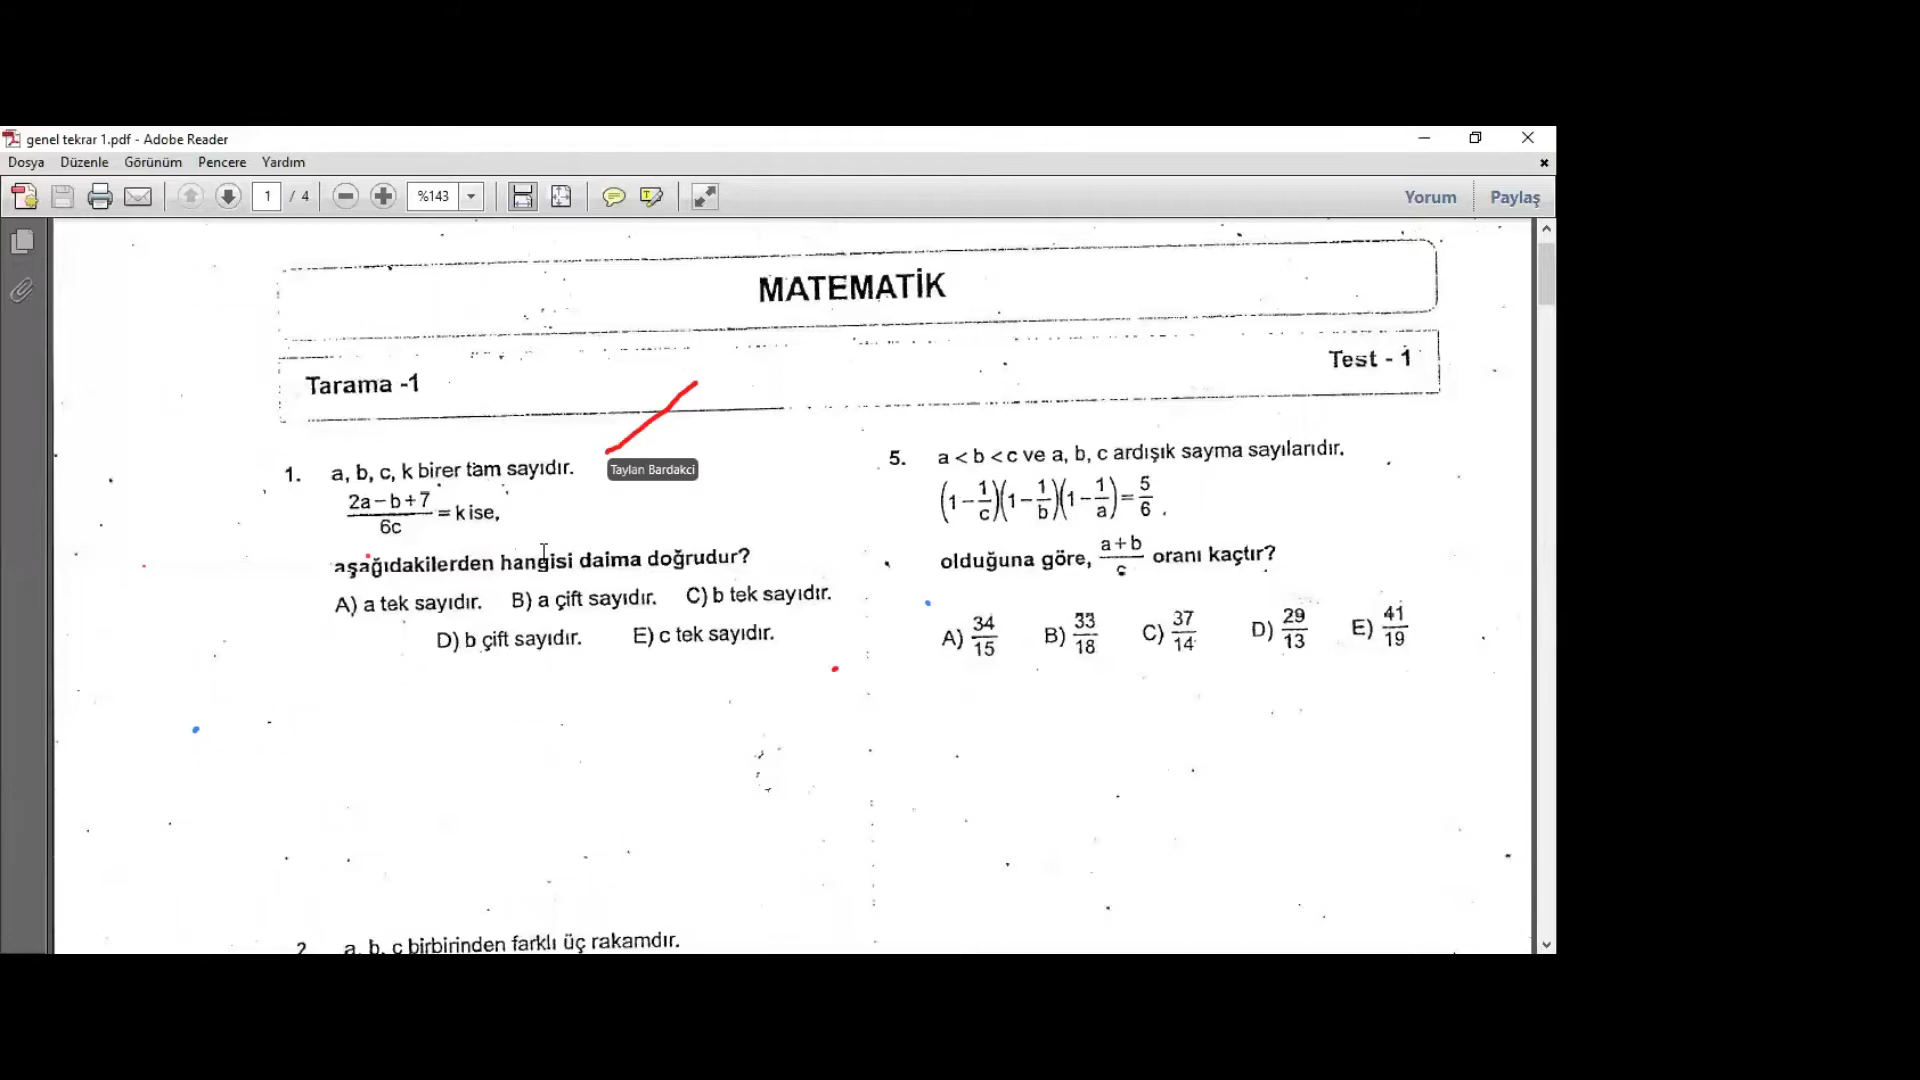 genel tekrar 1.pdf - Adobe Reader
Dosya Düzenle Görünüm Pencere Yardım
1 / 4 %143 Yorum Paylaş
MATEMATİK
Tarama -1 Test - 1
1. a, b, c, k birer tam sayıdır.
Taylan Bardakci
(2a-b+7)/(6c) = k ise,
aşağıdakilerden hangisi daima doğrudur?
A) a tek sayıdır. B) a çift sayıdır. C) b tek sayıdır.
D) b çift sayıdır. E) c tek sayıdır.
2 a, b, c birbirinden farklı üç rakamdır.
5. a < b < c ve a, b, c ardışık sayma sayılarıdır.
(1 - 1/c)(1 - 1/b)(1 - 1/a) = 5/6 .
olduğuna göre, (a+b)/c oranı kaçtır?
A) 34/15 B) 33/18 C) 37/14 D) 29/13 E) 41/19